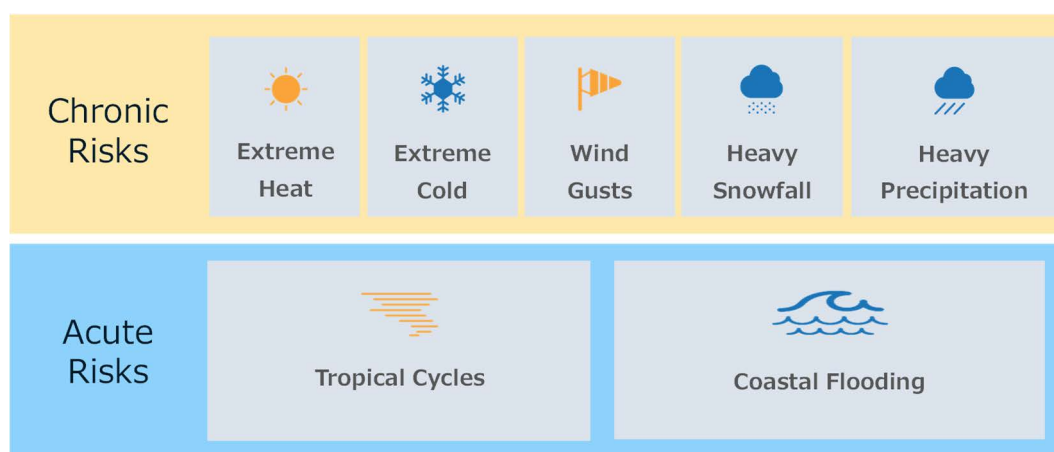 Chronic
Risks
Extreme
Heat
Extreme
Cold
Wind
Gusts
Heavy
Snowfall
Heavy
Precipitation
Acute
Risks
Tropical Cycles
Coastal Flooding